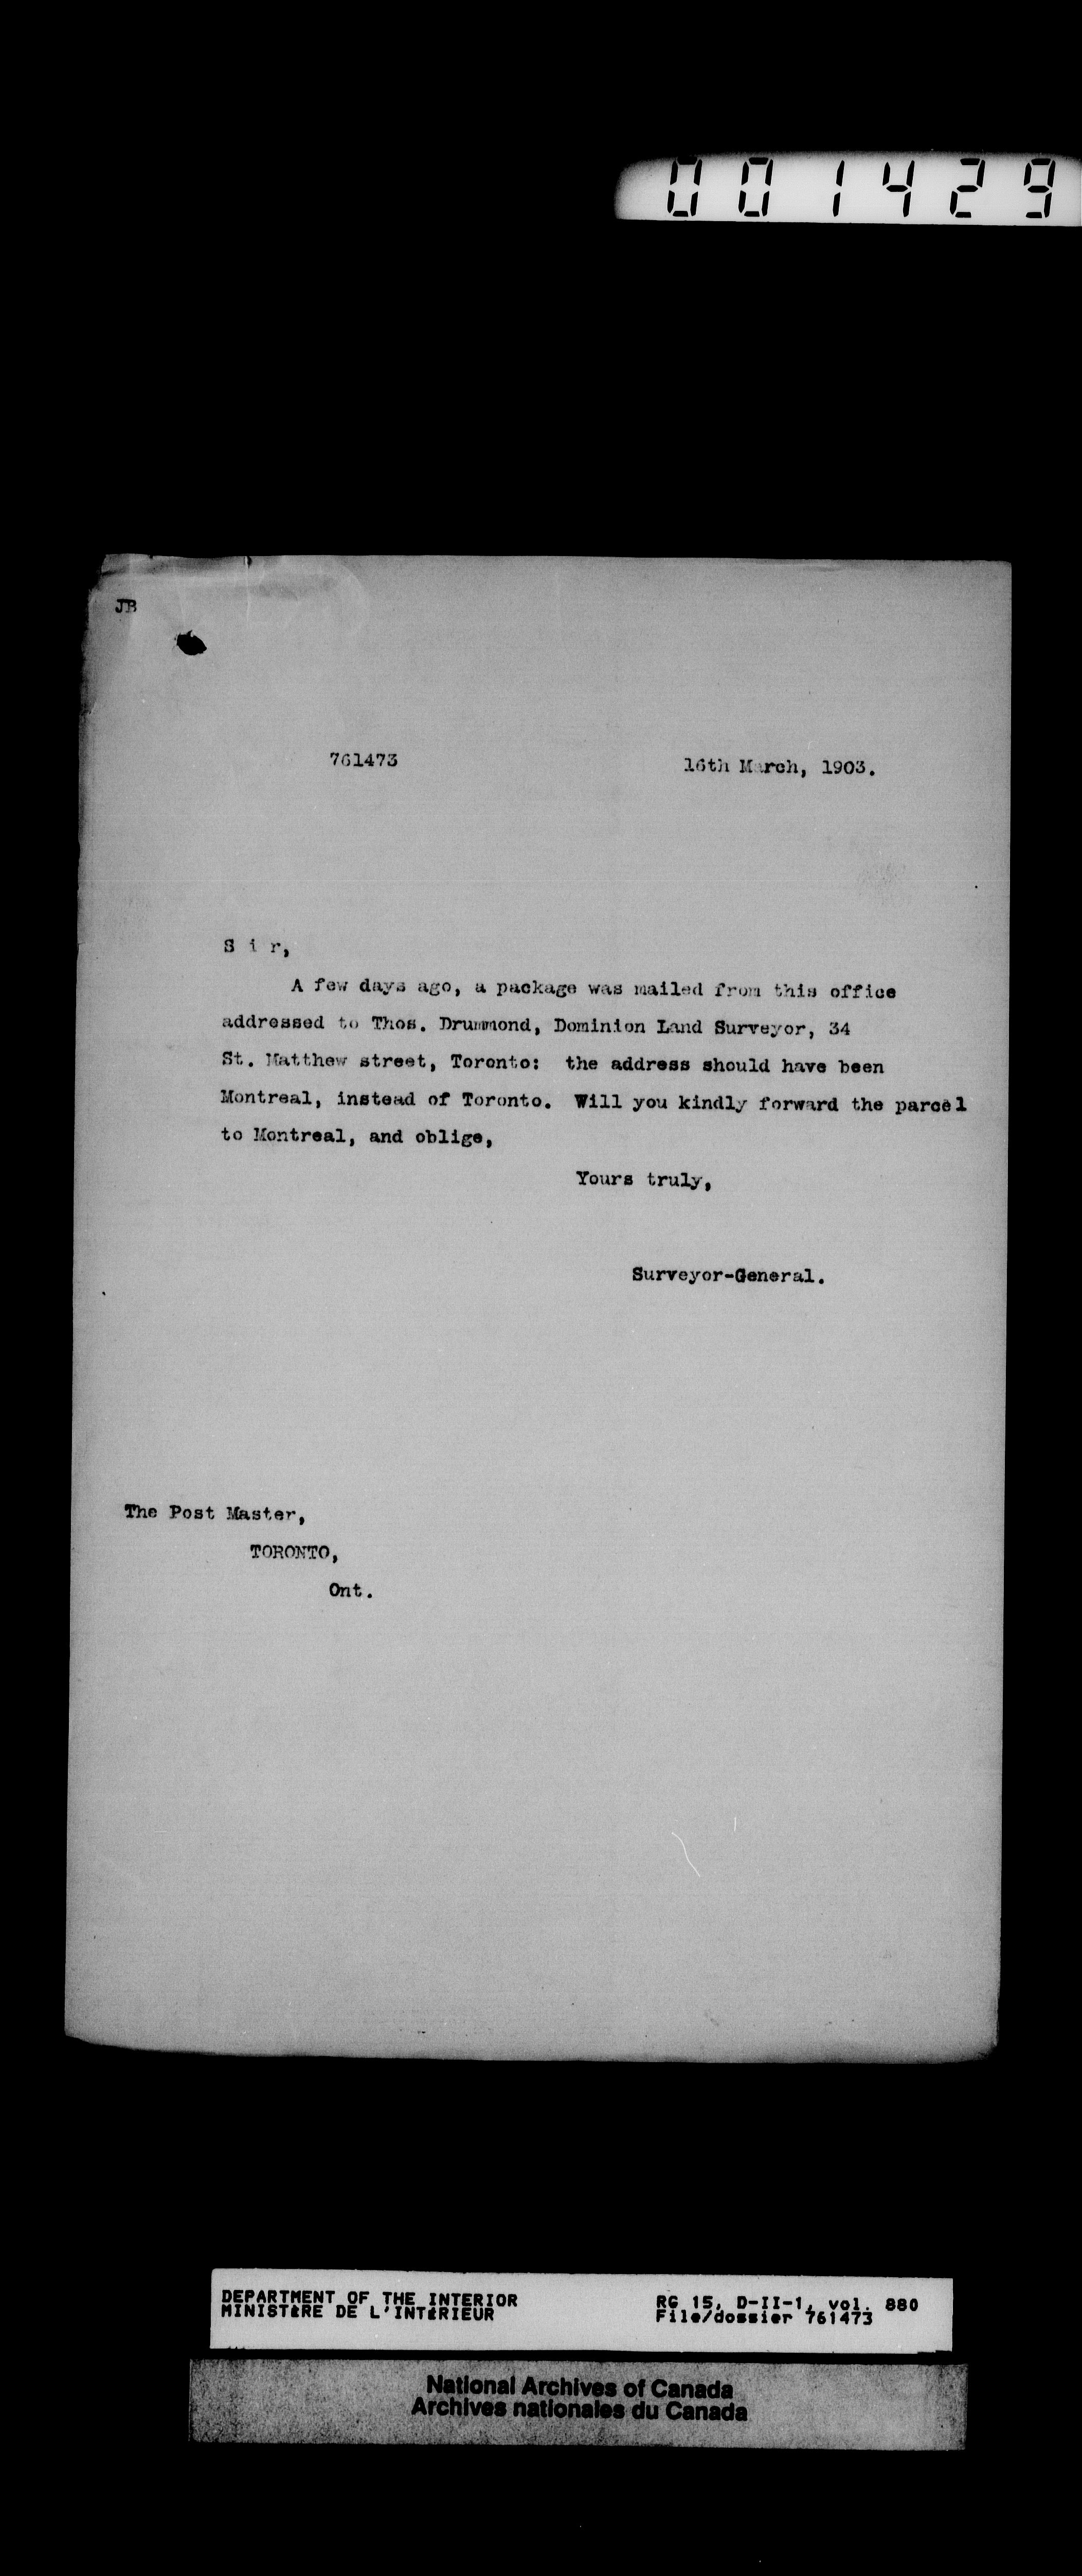 001429
JB
761473
16th March, 1903.
S i r,
A few days ago, a package was mailed from this office
addressed to Thos. Drummond, Dominion Land Surveyor, 34
St. Matthew street, Toronto: the address should have been
Montreal, instead of Toronto. Will you kindly forward the parcel
to Montreal, and oblige,
Yours truly,
Surveyor-General.
The Post Master,
TORONTO,
Ont.
DEPARTMENT OF THE INTERIOR
MINISTÈRE DE L'INTÉRIEUR
RG 15, D-II-1, vol. 880
File/dossier 761473
National Archives of Canada
Archives nationales du Canada